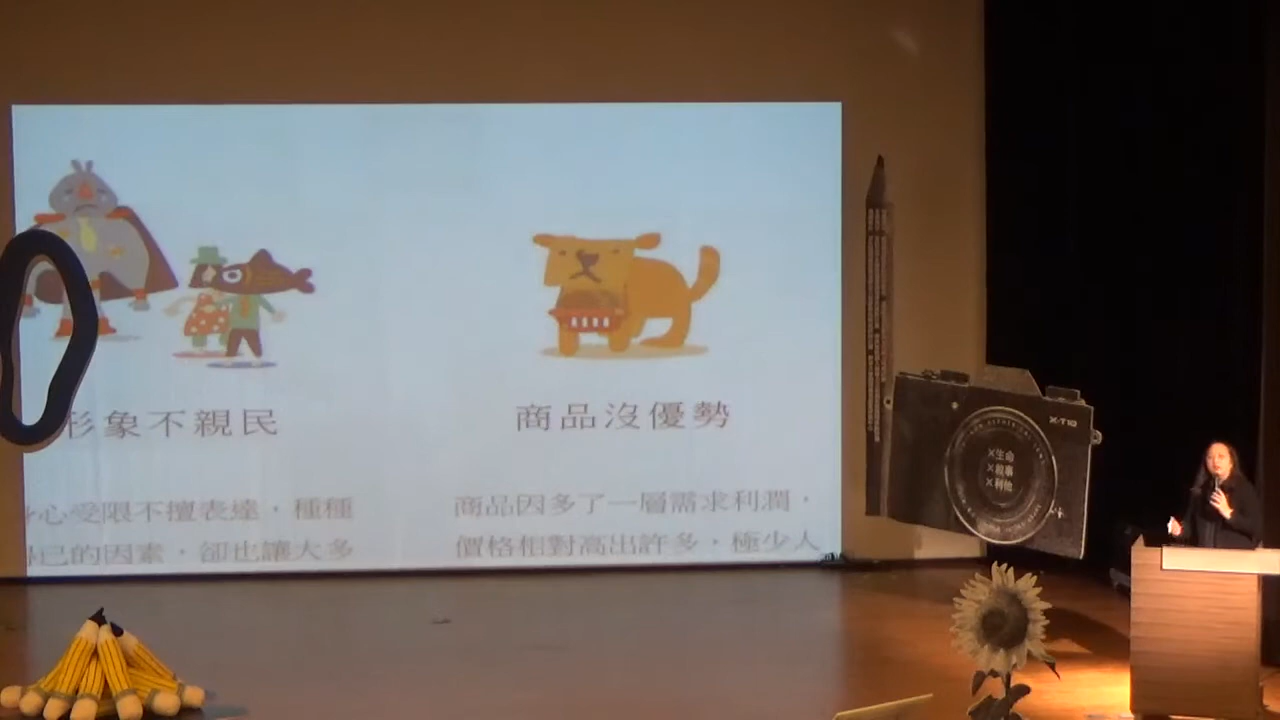 形象不親民
心受限不擅表達，種種
已的因素，卻也讓大多
商品沒優勢
商品因多了一層需求利潤，
價格相對高出許多，極少人
X-T10
×生命
×敘事
×利他